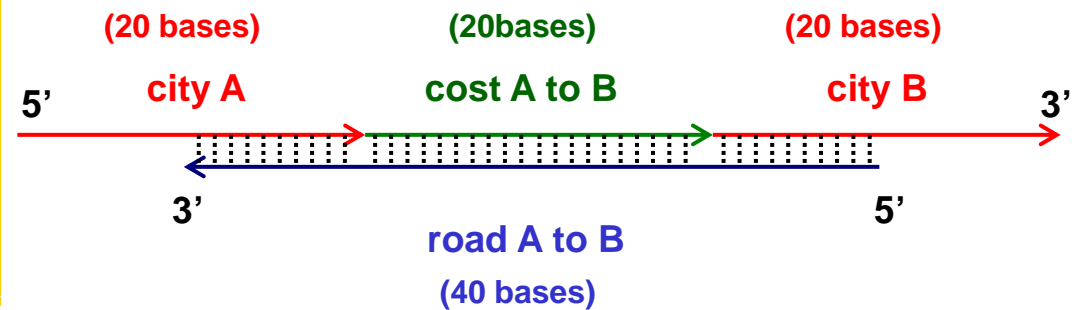 (20 bases) (20bases) (20 bases)
city A cost A to B city B
5’ 3’
3’ 5’
road A to B
(40 bases)